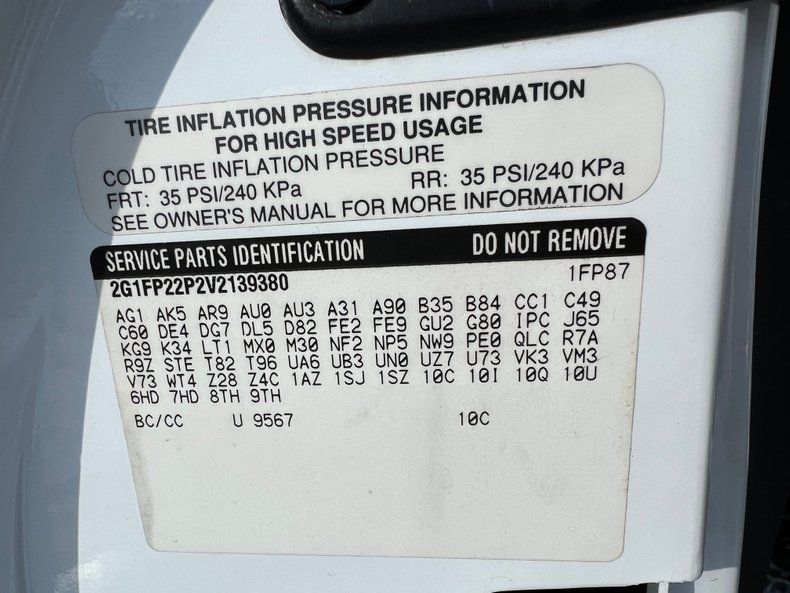 TIRE INFLATION PRESSURE INFORMATION
FOR HIGH SPEED USAGE
COLD TIRE INFLATION PRESSURE
FRT: 35 PSI/240 KPa RR: 35 PSI/240 KPa
SEE OWNER'S MANUAL FOR MORE INFORMATION
SERVICE PARTS IDENTIFICATION DO NOT REMOVE
2G1FP22P2V2139380 1FP87
AG1 AK5 AR9 AU0 AU3 A31 A90 B35 B84 CC1 C49
C60 DE4 DG7 DL5 D82 FE2 FE9 GU2 G80 IPC J65
KG9 K34 LT1 MX0 M30 NF2 NP5 NW9 PE0 QLC R7A
R9Z STE T82 T96 UA6 UB3 UN0 UZ7 U73 VK3 VM3
V73 WT4 Z28 Z4C 1AZ 1SJ 1SZ 10C 10I 10Q 10U
6HD 7HD 8TH 9TH
BC/CC U 9567 10C